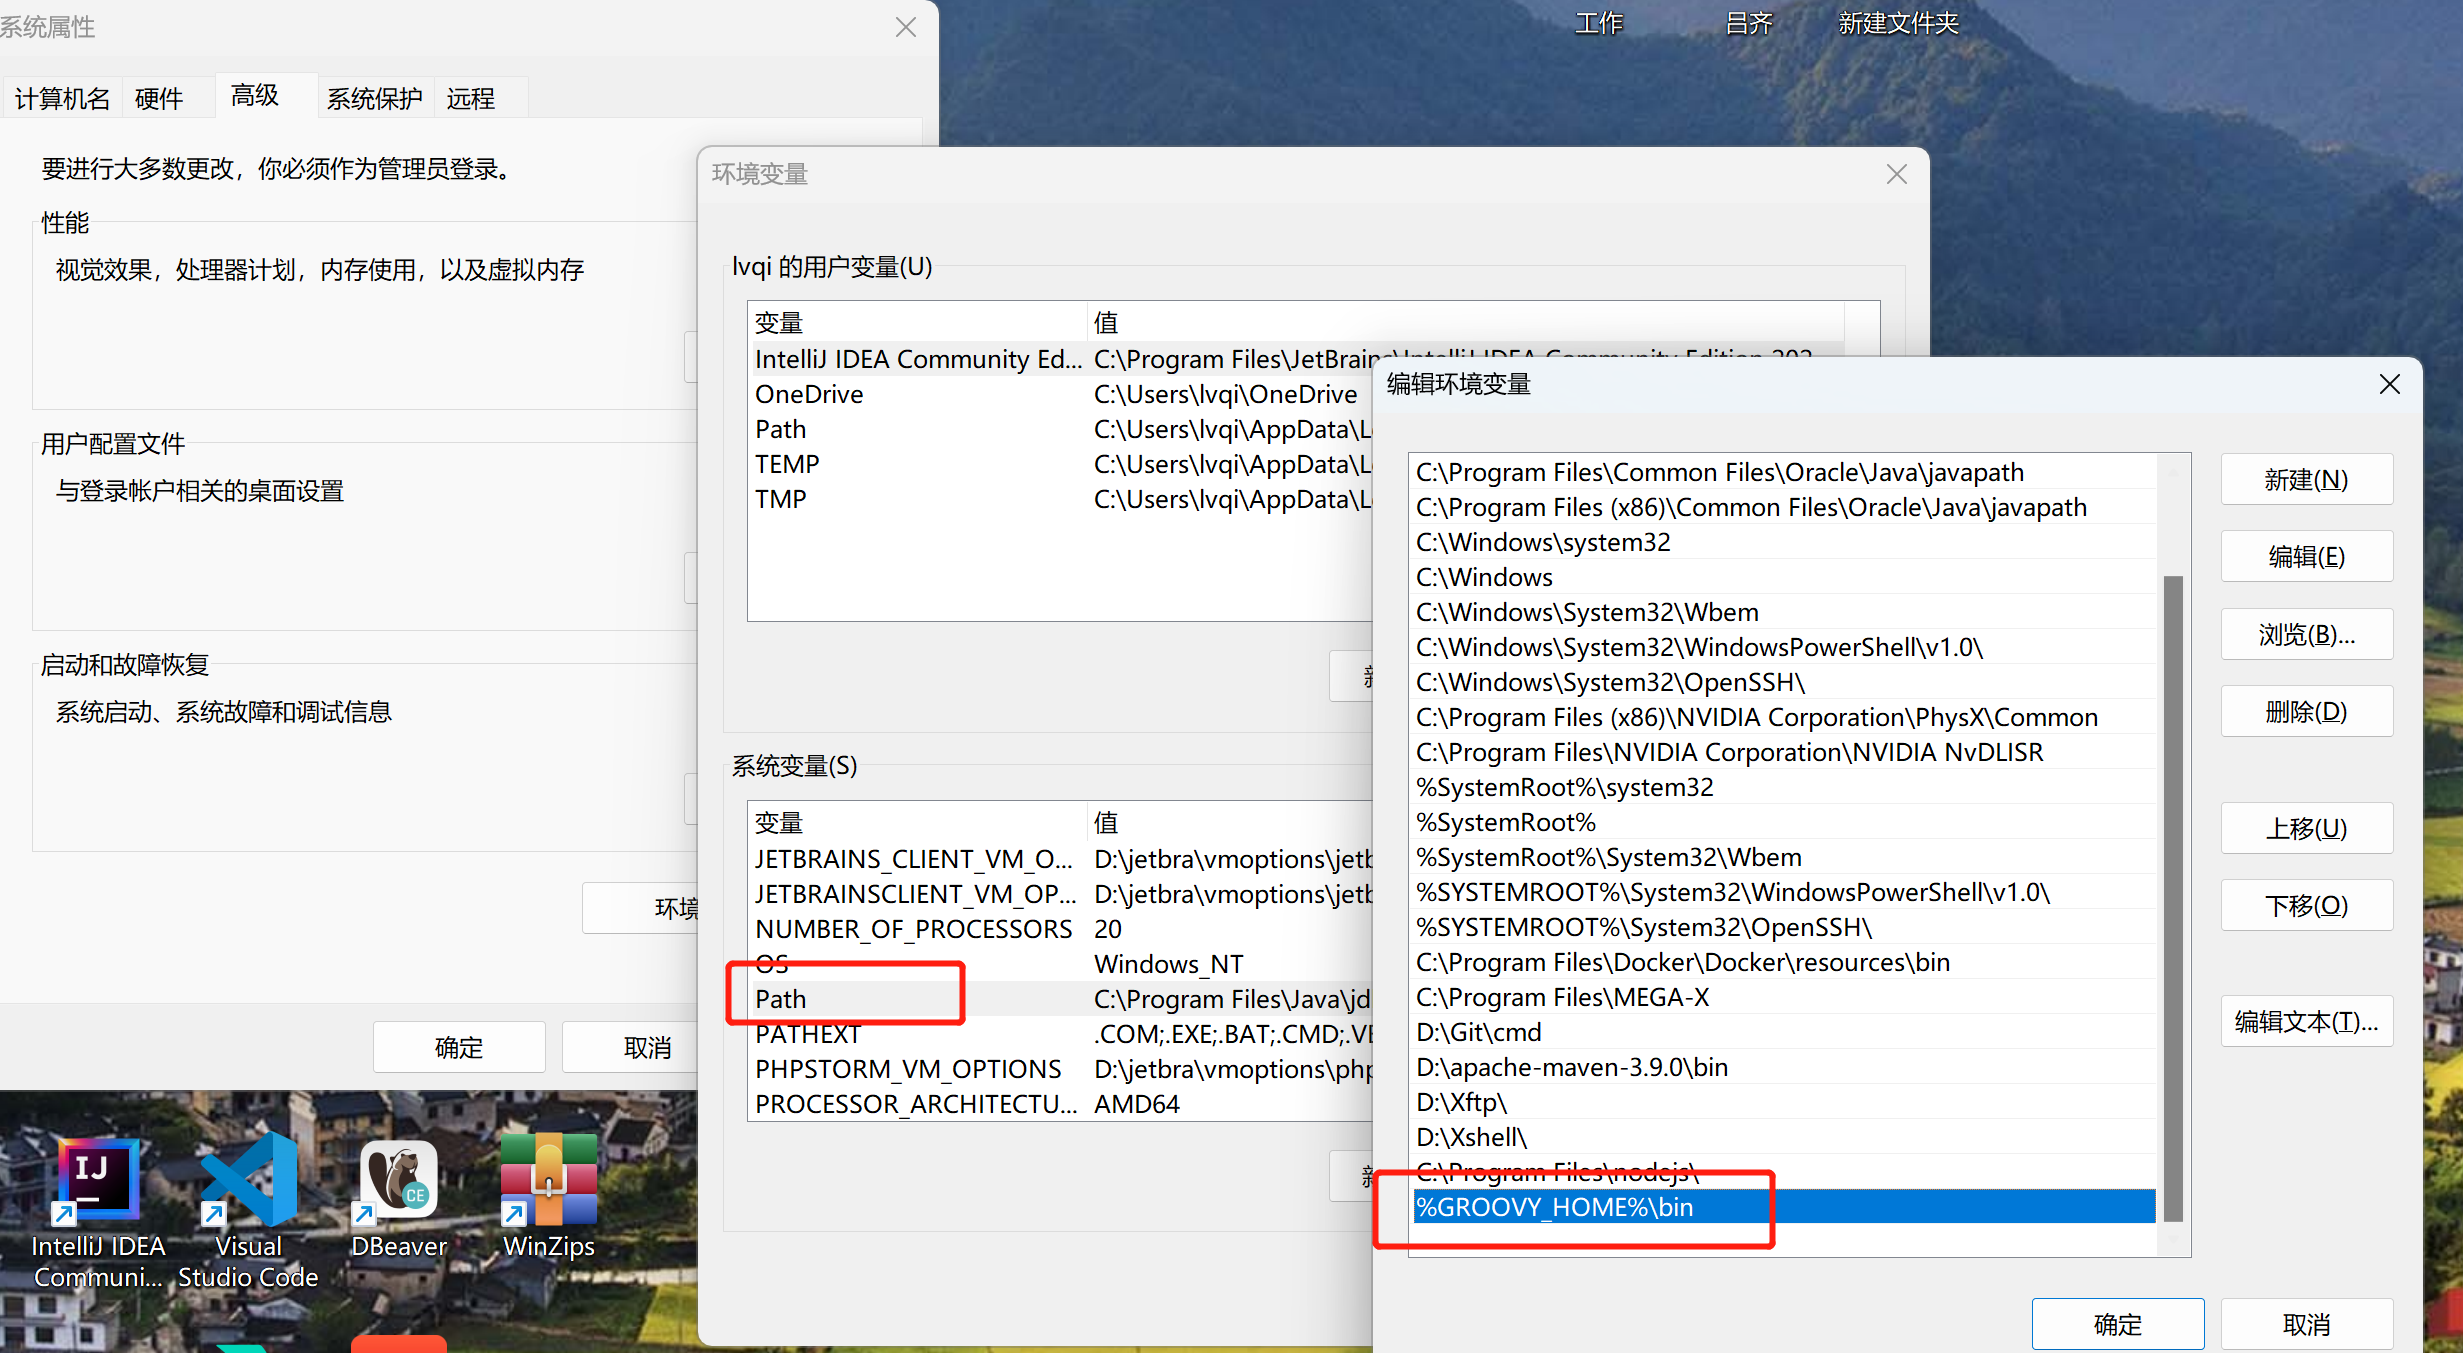 系统属性
计算机名
硬件
高级
系统保护
远程
要进行大多数更改，你必须作为管理员登录。
性能
视觉效果，处理器计划，内存使用，以及虚拟内存
用户配置文件
与登录帐户相关的桌面设置
启动和故障恢复
系统启动、系统故障和调试信息
环境
确定
取消
工作
吕齐
新建文件夹
环境变量
lvqi 的用户变量(U)
变量 值
IntelliJ IDEA Community Ed... C:\Program Files\JetBrains\IntelliJ IDEA Community Edition 202
OneDrive C:\Users\lvqi\OneDrive
Path C:\Users\lvqi\AppData\L
TEMP C:\Users\lvqi\AppData\L
TMP C:\Users\lvqi\AppData\L
新
系统变量(S)
变量 值
JETBRAINS_CLIENT_VM_O... D:\jetbra\vmoptions\jetb
JETBRAINSCLIENT_VM_OP... D:\jetbra\vmoptions\jetb
NUMBER_OF_PROCESSORS 20
OS Windows_NT
Path C:\Program Files\Java\jd
PATHEXT .COM;.EXE;.BAT;.CMD;.VB
PHPSTORM_VM_OPTIONS D:\jetbra\vmoptions\php
PROCESSOR_ARCHITECTU... AMD64
新
编辑环境变量
C:\Program Files\Common Files\Oracle\Java\javapath
C:\Program Files (x86)\Common Files\Oracle\Java\javapath
C:\Windows\system32
C:\Windows
C:\Windows\System32\Wbem
C:\Windows\System32\WindowsPowerShell\v1.0\
C:\Windows\System32\OpenSSH\
C:\Program Files (x86)\NVIDIA Corporation\PhysX\Common
C:\Program Files\NVIDIA Corporation\NVIDIA NvDLISR
%SystemRoot%\system32
%SystemRoot%
%SystemRoot%\System32\Wbem
%SYSTEMROOT%\System32\WindowsPowerShell\v1.0\
%SYSTEMROOT%\System32\OpenSSH\
C:\Program Files\Docker\Docker\resources\bin
C:\Program Files\MEGA-X
D:\Git\cmd
D:\apache-maven-3.9.0\bin
D:\Xftp\
D:\Xshell\
C:\Program Files\nodejs\
%GROOVY_HOME%\bin
新建(N)
编辑(E)
浏览(B)...
删除(D)
上移(U)
下移(O)
编辑文本(T)...
确定
取消
IJ
CE
IntelliJ IDEA
Communi...
Visual
Studio Code
DBeaver
WinZips